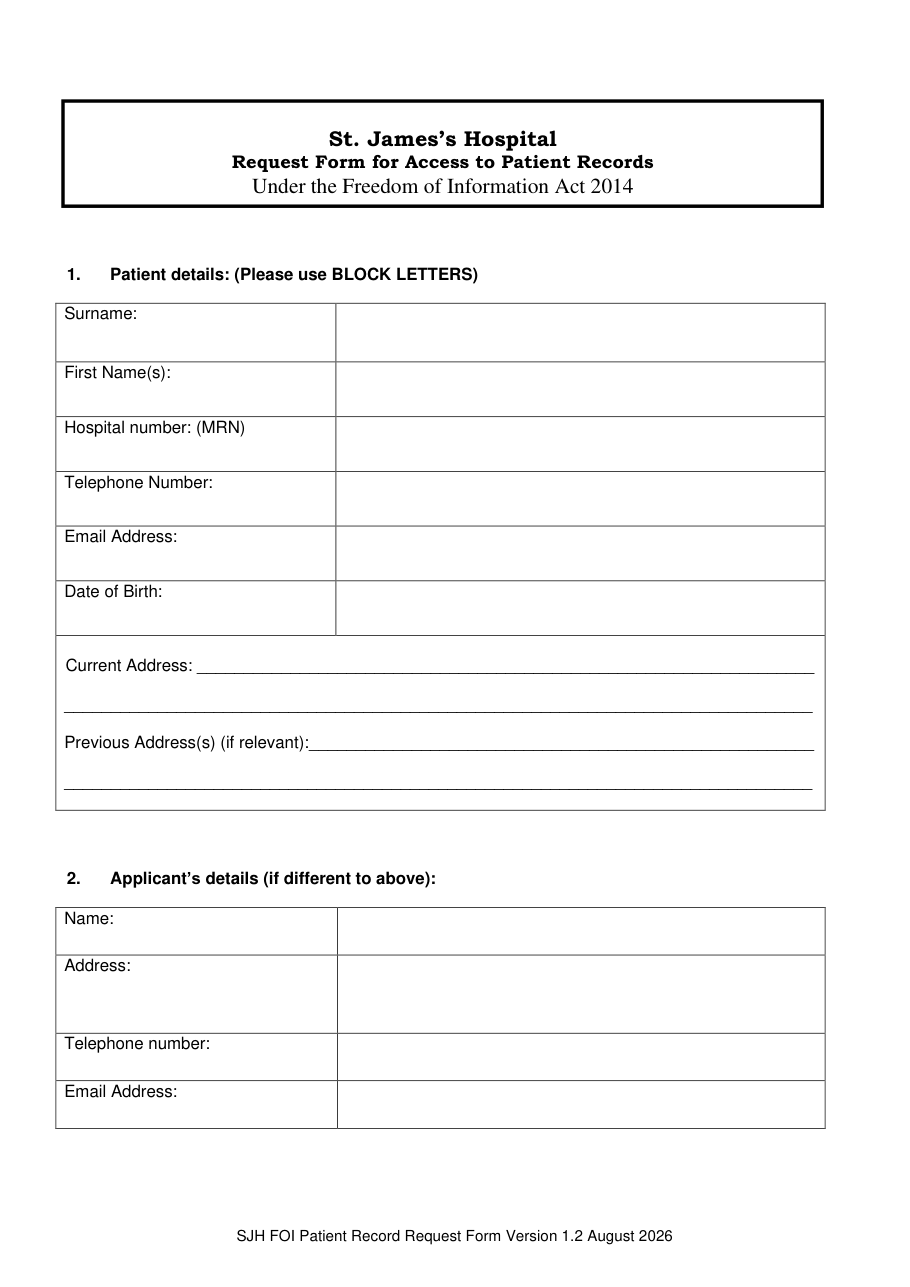 St. James’s Hospital
Request Form for Access to Patient Records
Under the Freedom of Information Act 2014
1. Patient details: (Please use BLOCK LETTERS)
Surname:
First Name(s):
Hospital number: (MRN)
Telephone Number:
Email Address:
Date of Birth:
Current Address:
Previous Address(s) (if relevant):
2. Applicant’s details (if different to above):
Name:
Address:
Telephone number:
Email Address:
SJH FOI Patient Record Request Form Version 1.2 August 2026